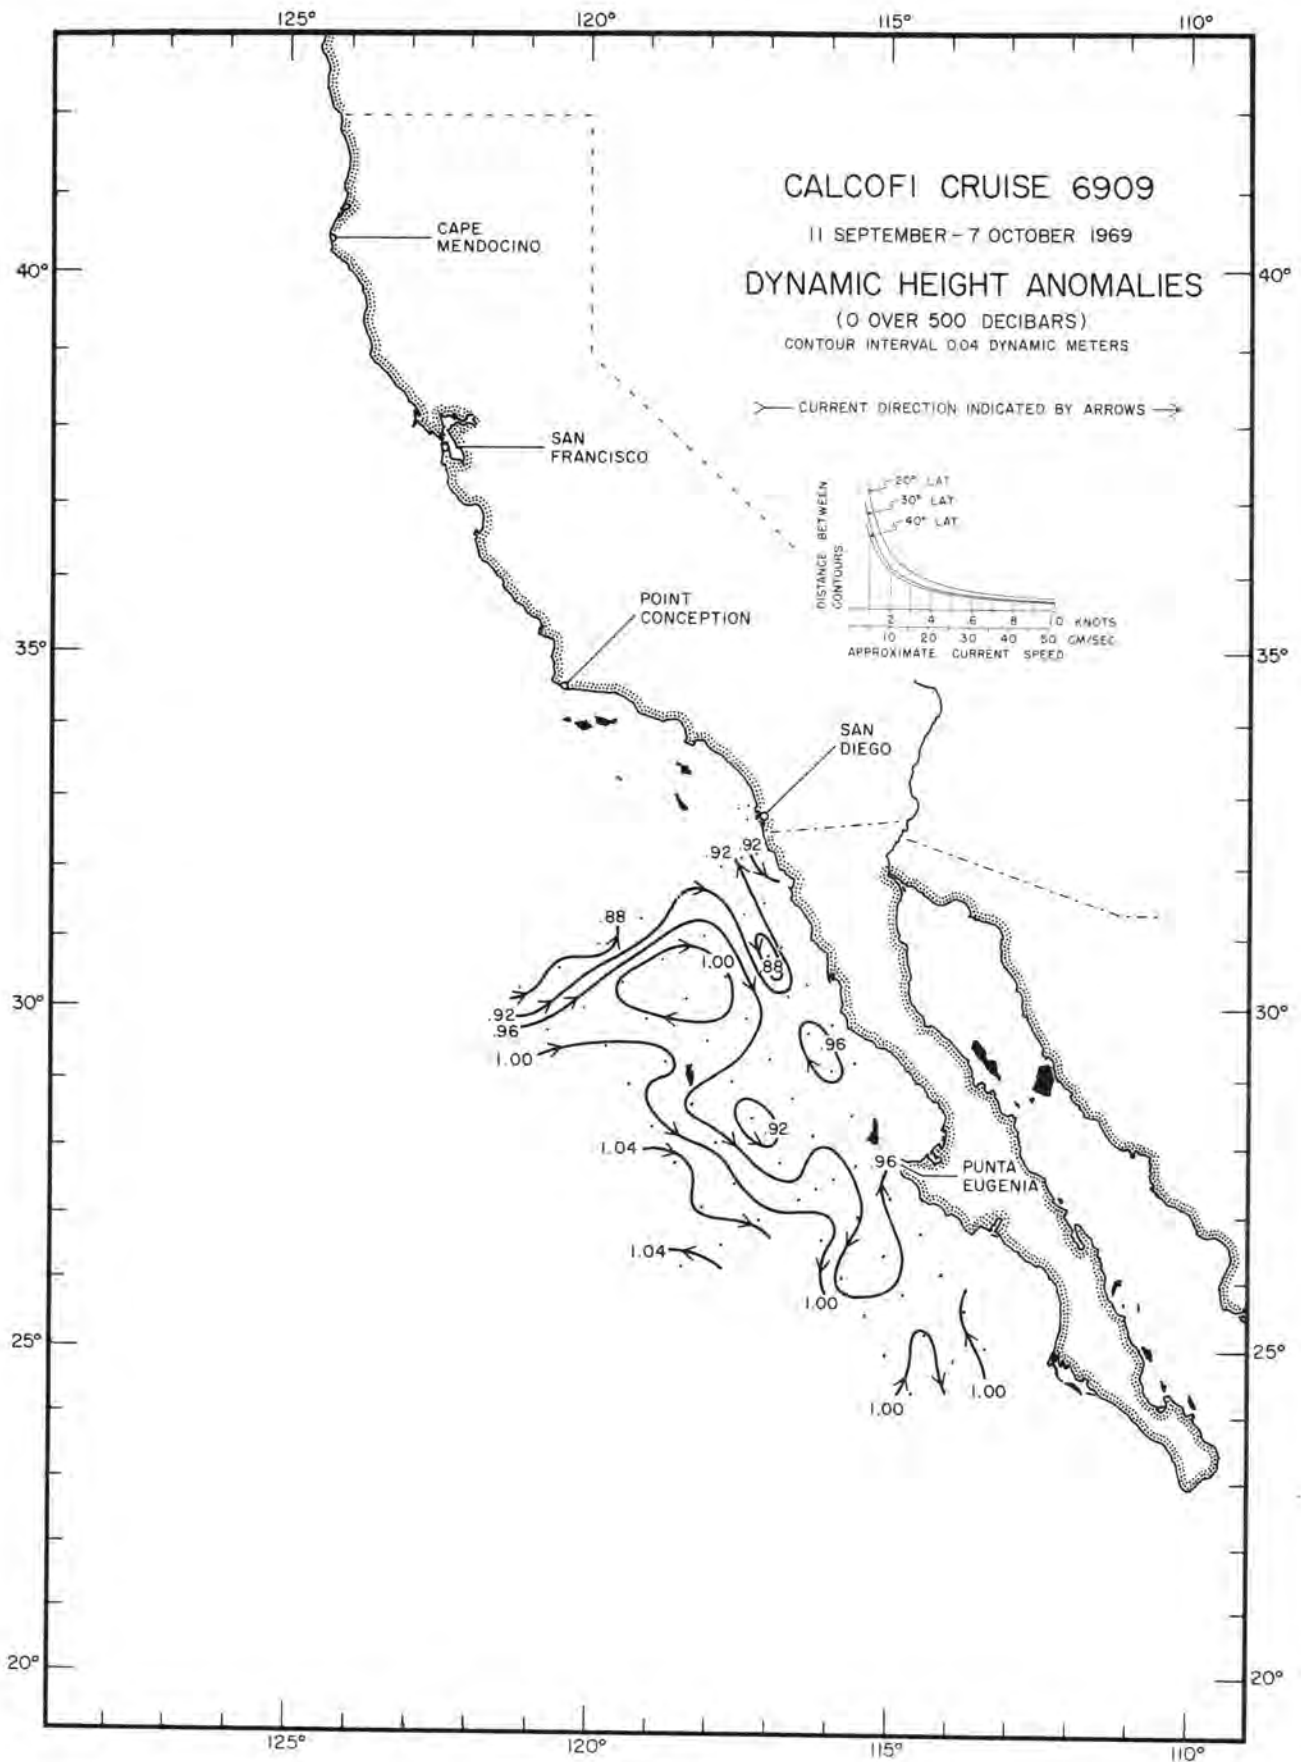 125° 120° 115° 110°
CALCOFI CRUISE 6909
11 SEPTEMBER - 7 OCTOBER 1969
DYNAMIC HEIGHT ANOMALIES
(0 OVER 500 DECIBARS)
CONTOUR INTERVAL 0.04 DYNAMIC METERS
CURRENT DIRECTION INDICATED BY ARROWS
CAPE
MENDOCINO
40° 40°
SAN
FRANCISCO
20° LAT.
30° LAT.
40° LAT.
DISTANCE BETWEEN
CONTOURS
.2 .4 .6 .8 1.0 KNOTS
10 20 30 40 50 CM/SEC.
APPROXIMATE CURRENT SPEED
POINT
CONCEPTION
35° 35°
SAN
DIEGO
.92 .92
.88
1.00 .88
30° 30°
.92
.96
.96
1.00
.92
1.04
.96
PUNTA
EUGENIA
1.04
1.00
25° 25°
1.00
1.00
20° 20°
125° 120° 115° 110°